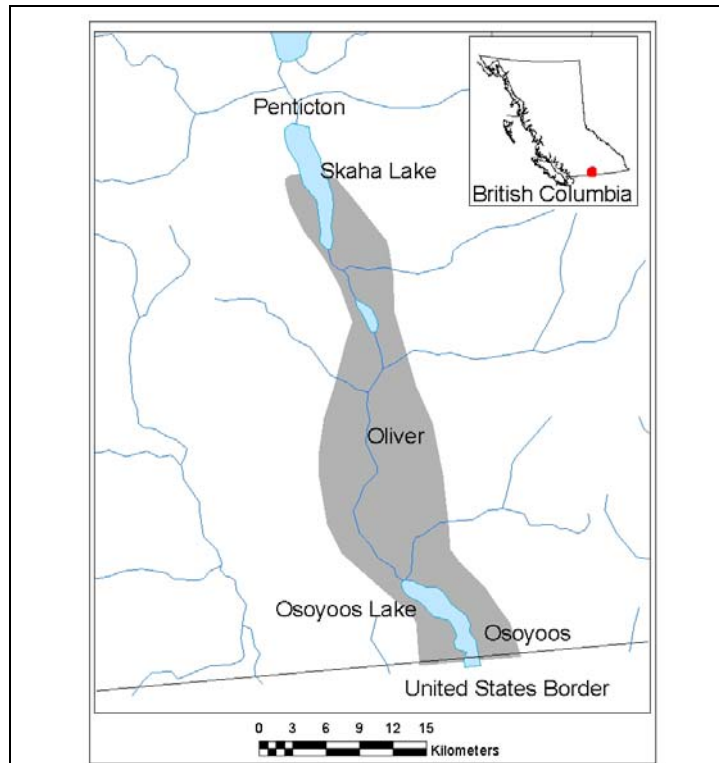 Penticton
Skaha Lake
British Columbia
Oliver
Osoyoos Lake
Osoyoos
United States Border
0 3 6 9 12 15
Kilometers